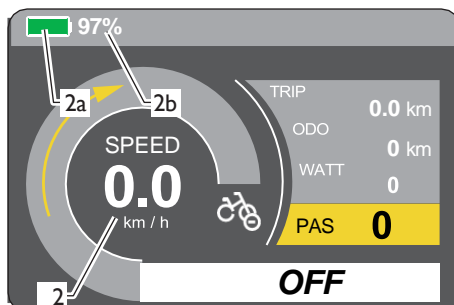 97%
2a
2b
TRIP
0.0 km
ODO
0 km
WATT
0
SPEED
0.0
km / h
PAS 0
2
OFF